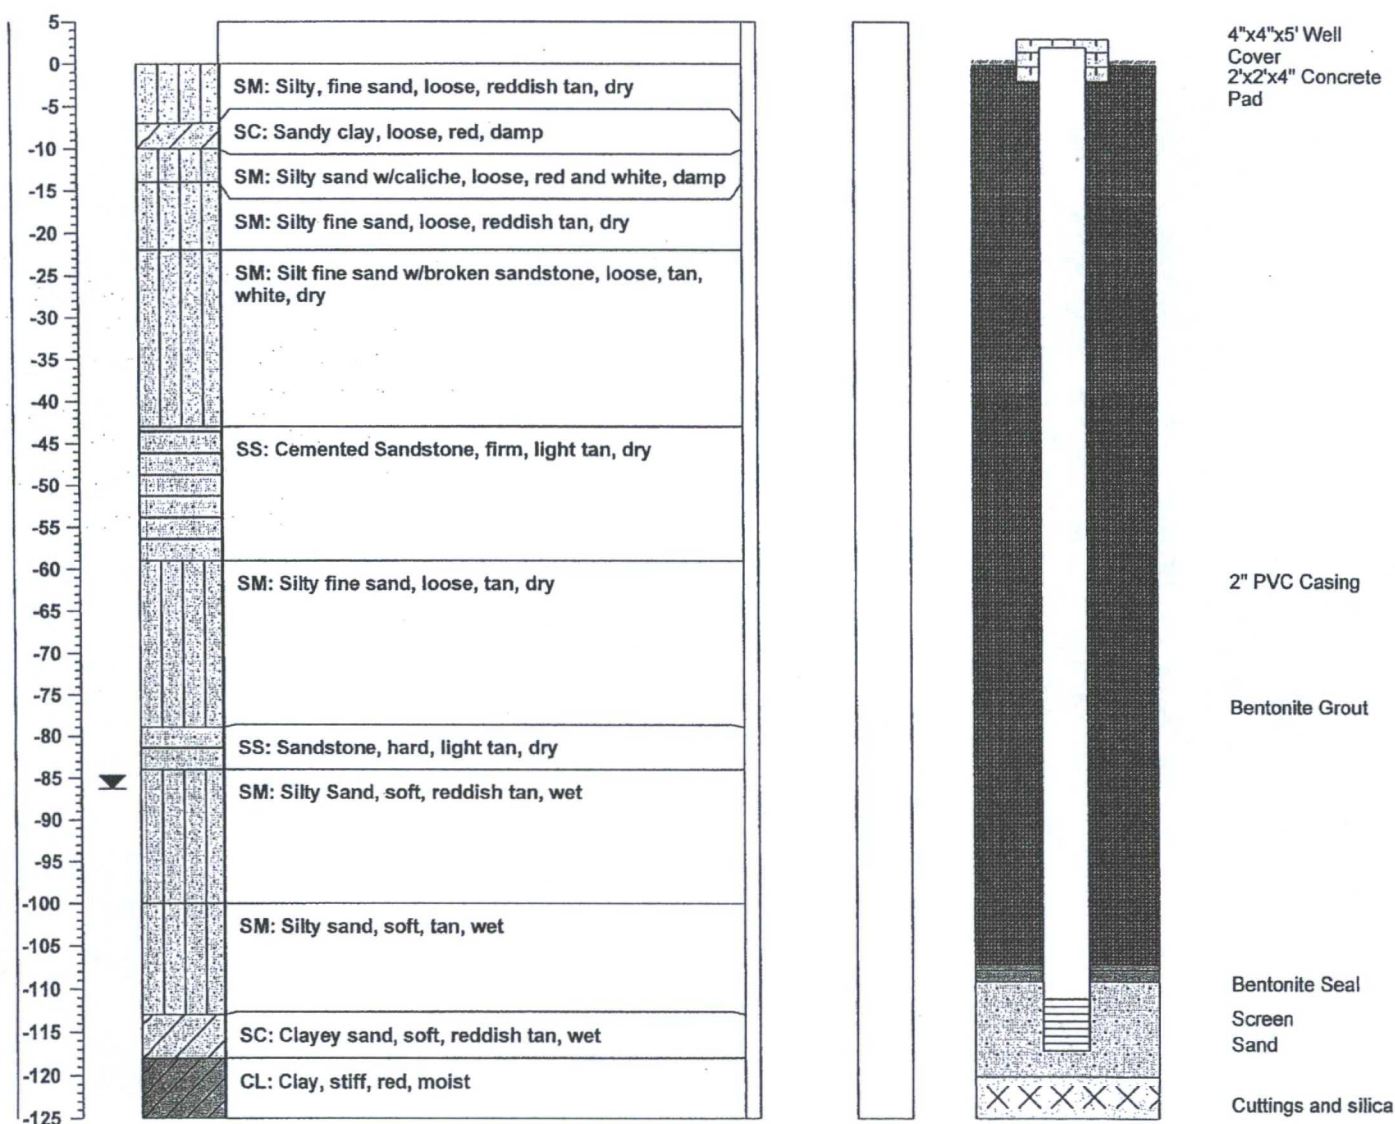 5
0
-5
-10
-15
-20
-25
-30
-35
-40
-45
-50
-55
-60
-65
-70
-75
-80
-85
-90
-95
-100
-105
-110
-115
-120
-125
SM: Silty, fine sand, loose, reddish tan, dry
SC: Sandy clay, loose, red, damp
SM: Silty sand w/caliche, loose, red and white, damp
SM: Silty fine sand, loose, reddish tan, dry
SM: Silt fine sand w/broken sandstone, loose, tan,
white, dry
SS: Cemented Sandstone, firm, light tan, dry
SM: Silty fine sand, loose, tan, dry
SS: Sandstone, hard, light tan, dry
SM: Silty Sand, soft, reddish tan, wet
SM: Silty sand, soft, tan, wet
SC: Clayey sand, soft, reddish tan, wet
CL: Clay, stiff, red, moist
4"x4"x5' Well
Cover
2'x2'x4" Concrete
Pad
2" PVC Casing
Bentonite Grout
Bentonite Seal
Screen
Sand
Cuttings and silica